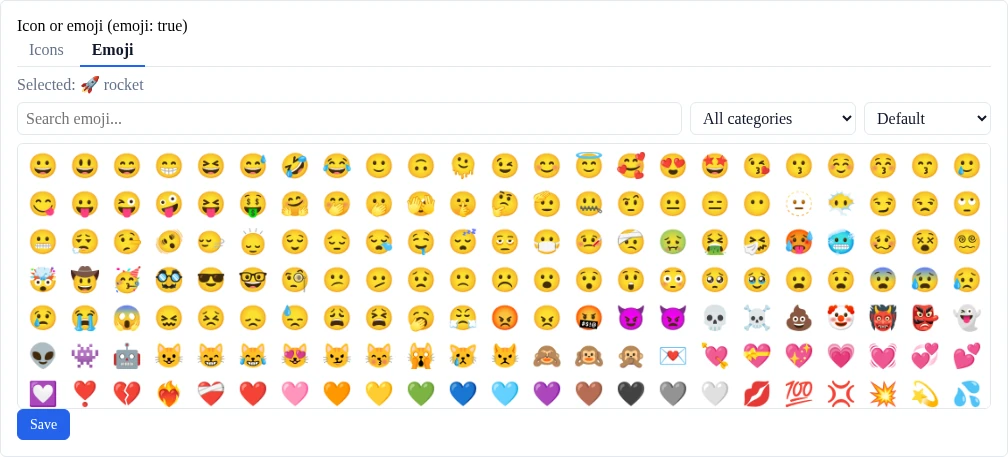 Icon or emoji (emoji: true)
Icons Emoji
Selected: 🚀 rocket
Search emoji... All categories Default
Save